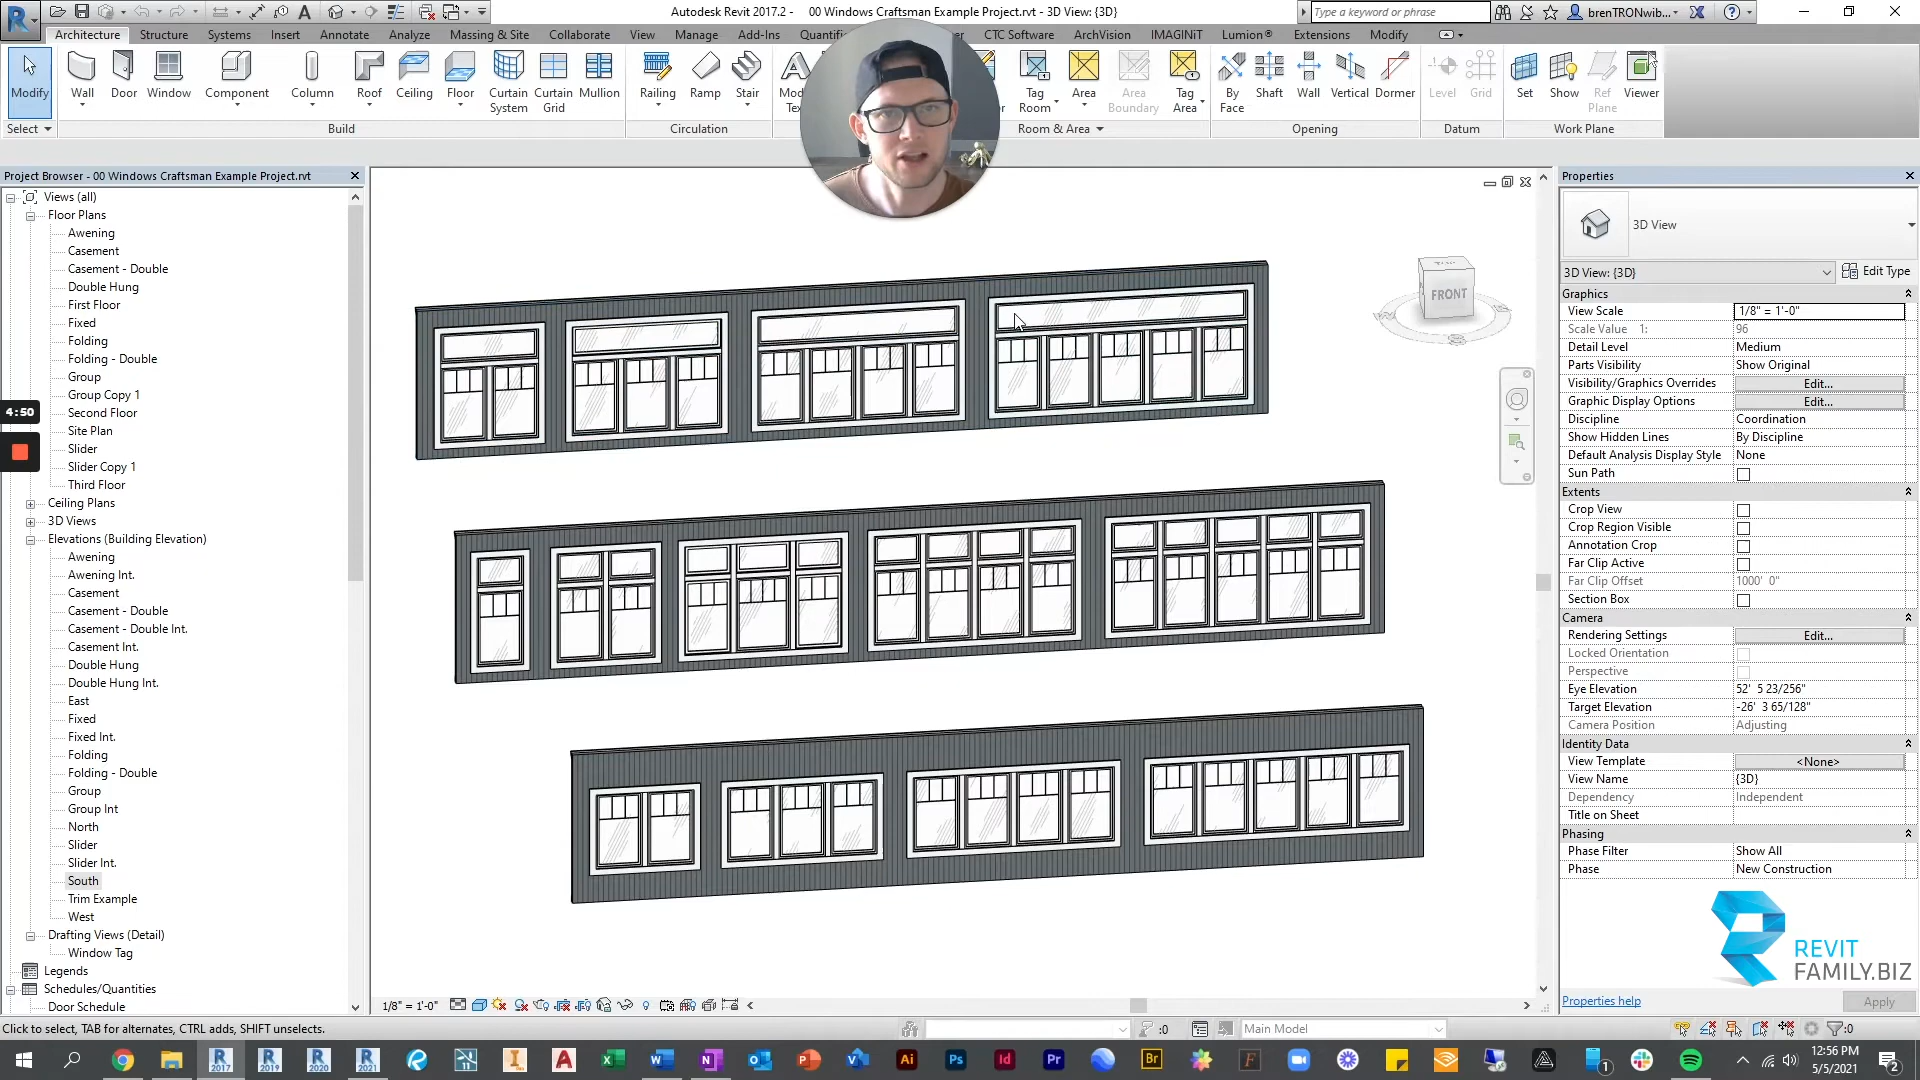 Autodesk Revit 2017.2 - 00 Windows Craftsman Example Project.rvt - 3D View: {3D}
Type a keyword or phrase
brenTRONwib...
Architecture Structure Systems Insert Annotate Analyze Massing & Site Collaborate View Manage Add-Ins CTC Software ArchVision IMAGINiT Lumion® Extensions Modify
Modify Wall Door Window Component Column Roof Ceiling Floor Curtain System Curtain Grid Mullion Railing Ramp Stair
Tag Room Area Area Boundary Tag Area By Face Shaft Wall Vertical Dormer Level Grid Set Show Ref Plane Viewer
Select Build Circulation Room & Area Opening Datum Work Plane
Project Browser - 00 Windows Craftsman Example Project.rvt
Views (all)
Floor Plans
Awening
Casement
Casement - Double
Double Hung
First Floor
Fixed
Folding
Folding - Double
Group
Group Copy 1
Second Floor
Site Plan
Slider
Slider Copy 1
Third Floor
Ceiling Plans
3D Views
Elevations (Building Elevation)
Awening
Awening Int.
Casement
Casement - Double
Casement - Double Int.
Casement Int.
Double Hung
Double Hung Int.
East
Fixed
Fixed Int.
Folding
Folding - Double
Group
Group Int
North
Slider
Slider Int.
South
Trim Example
West
Drafting Views (Detail)
Window Tag
Legends
Schedules/Quantities
Door Schedule
4:50
FRONT
Properties
3D View
3D View: {3D} Edit Type
Graphics
View Scale 1/8" = 1'-0"
Scale Value 1: 96
Detail Level Medium
Parts Visibility Show Original
Visibility/Graphics Overrides Edit...
Graphic Display Options Edit...
Discipline Coordination
Show Hidden Lines By Discipline
Default Analysis Display Style None
Sun Path
Extents
Crop View
Crop Region Visible
Annotation Crop
Far Clip Active
Far Clip Offset 1000' 0"
Section Box
Camera
Rendering Settings Edit...
Locked Orientation
Perspective
Eye Elevation 52' 5 23/256"
Target Elevation -26' 3 65/128"
Camera Position Adjusting
Identity Data
View Template <None>
View Name {3D}
Dependency Independent
Title on Sheet
Phasing
Phase Filter Show All
Phase New Construction
REVIT
FAMILY.BIZ
Properties help Apply
1/8" = 1'-0"
Click to select, TAB for alternates, CTRL adds, SHIFT unselects.
:0
Main Model
:0
12:56 PM
5/5/2021